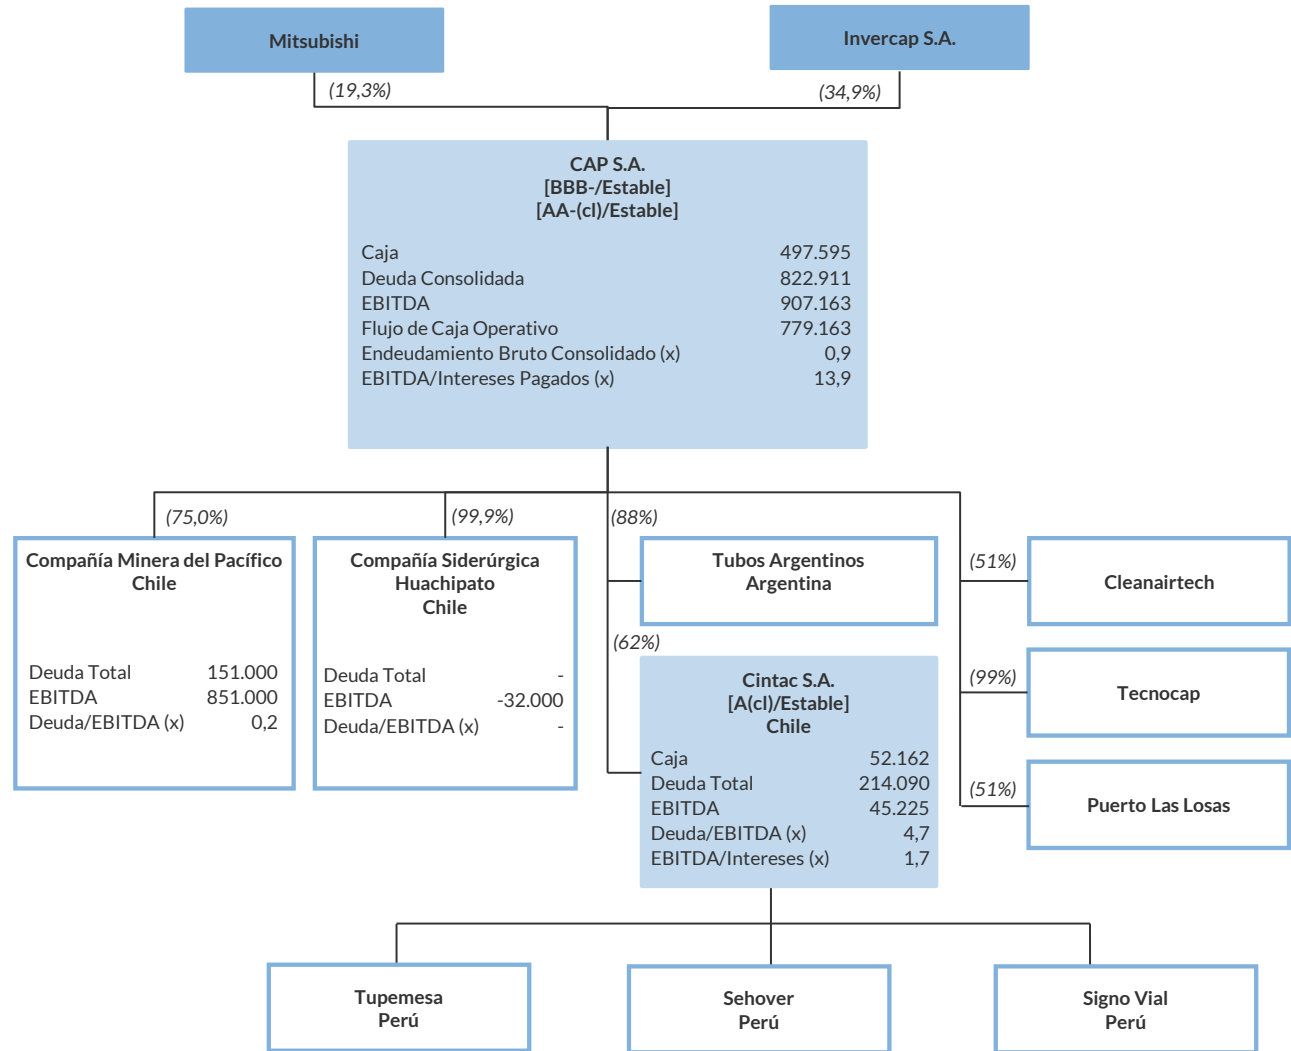 Mitsubishi
Invercap S.A.
(19,3%)
(34,9%)
CAP S.A.
[BBB-/Estable]
[AA-(cl)/Estable]
Caja 497.595
Deuda Consolidada 822.911
EBITDA 907.163
Flujo de Caja Operativo 779.163
Endeudamiento Bruto Consolidado (x) 0,9
EBITDA/Intereses Pagados (x) 13,9
(75,0%)
(99,9%)
(88%)
Compañía Minera del Pacífico
Chile
Deuda Total 151.000
EBITDA 851.000
Deuda/EBITDA (x) 0,2
Compañía Siderúrgica
Huachipato
Chile
Deuda Total -
EBITDA -32.000
Deuda/EBITDA (x) -
Tubos Argentinos
Argentina
(51%)
Cleanairtech
(62%)
Cintac S.A.
[A(cl)/Estable]
Chile
Caja 52.162
Deuda Total 214.090
EBITDA 45.225
Deuda/EBITDA (x) 4,7
EBITDA/Intereses (x) 1,7
(99%)
Tecnocap
(51%)
Puerto Las Losas
Tupemesa
Perú
Sehover
Perú
Signo Vial
Perú